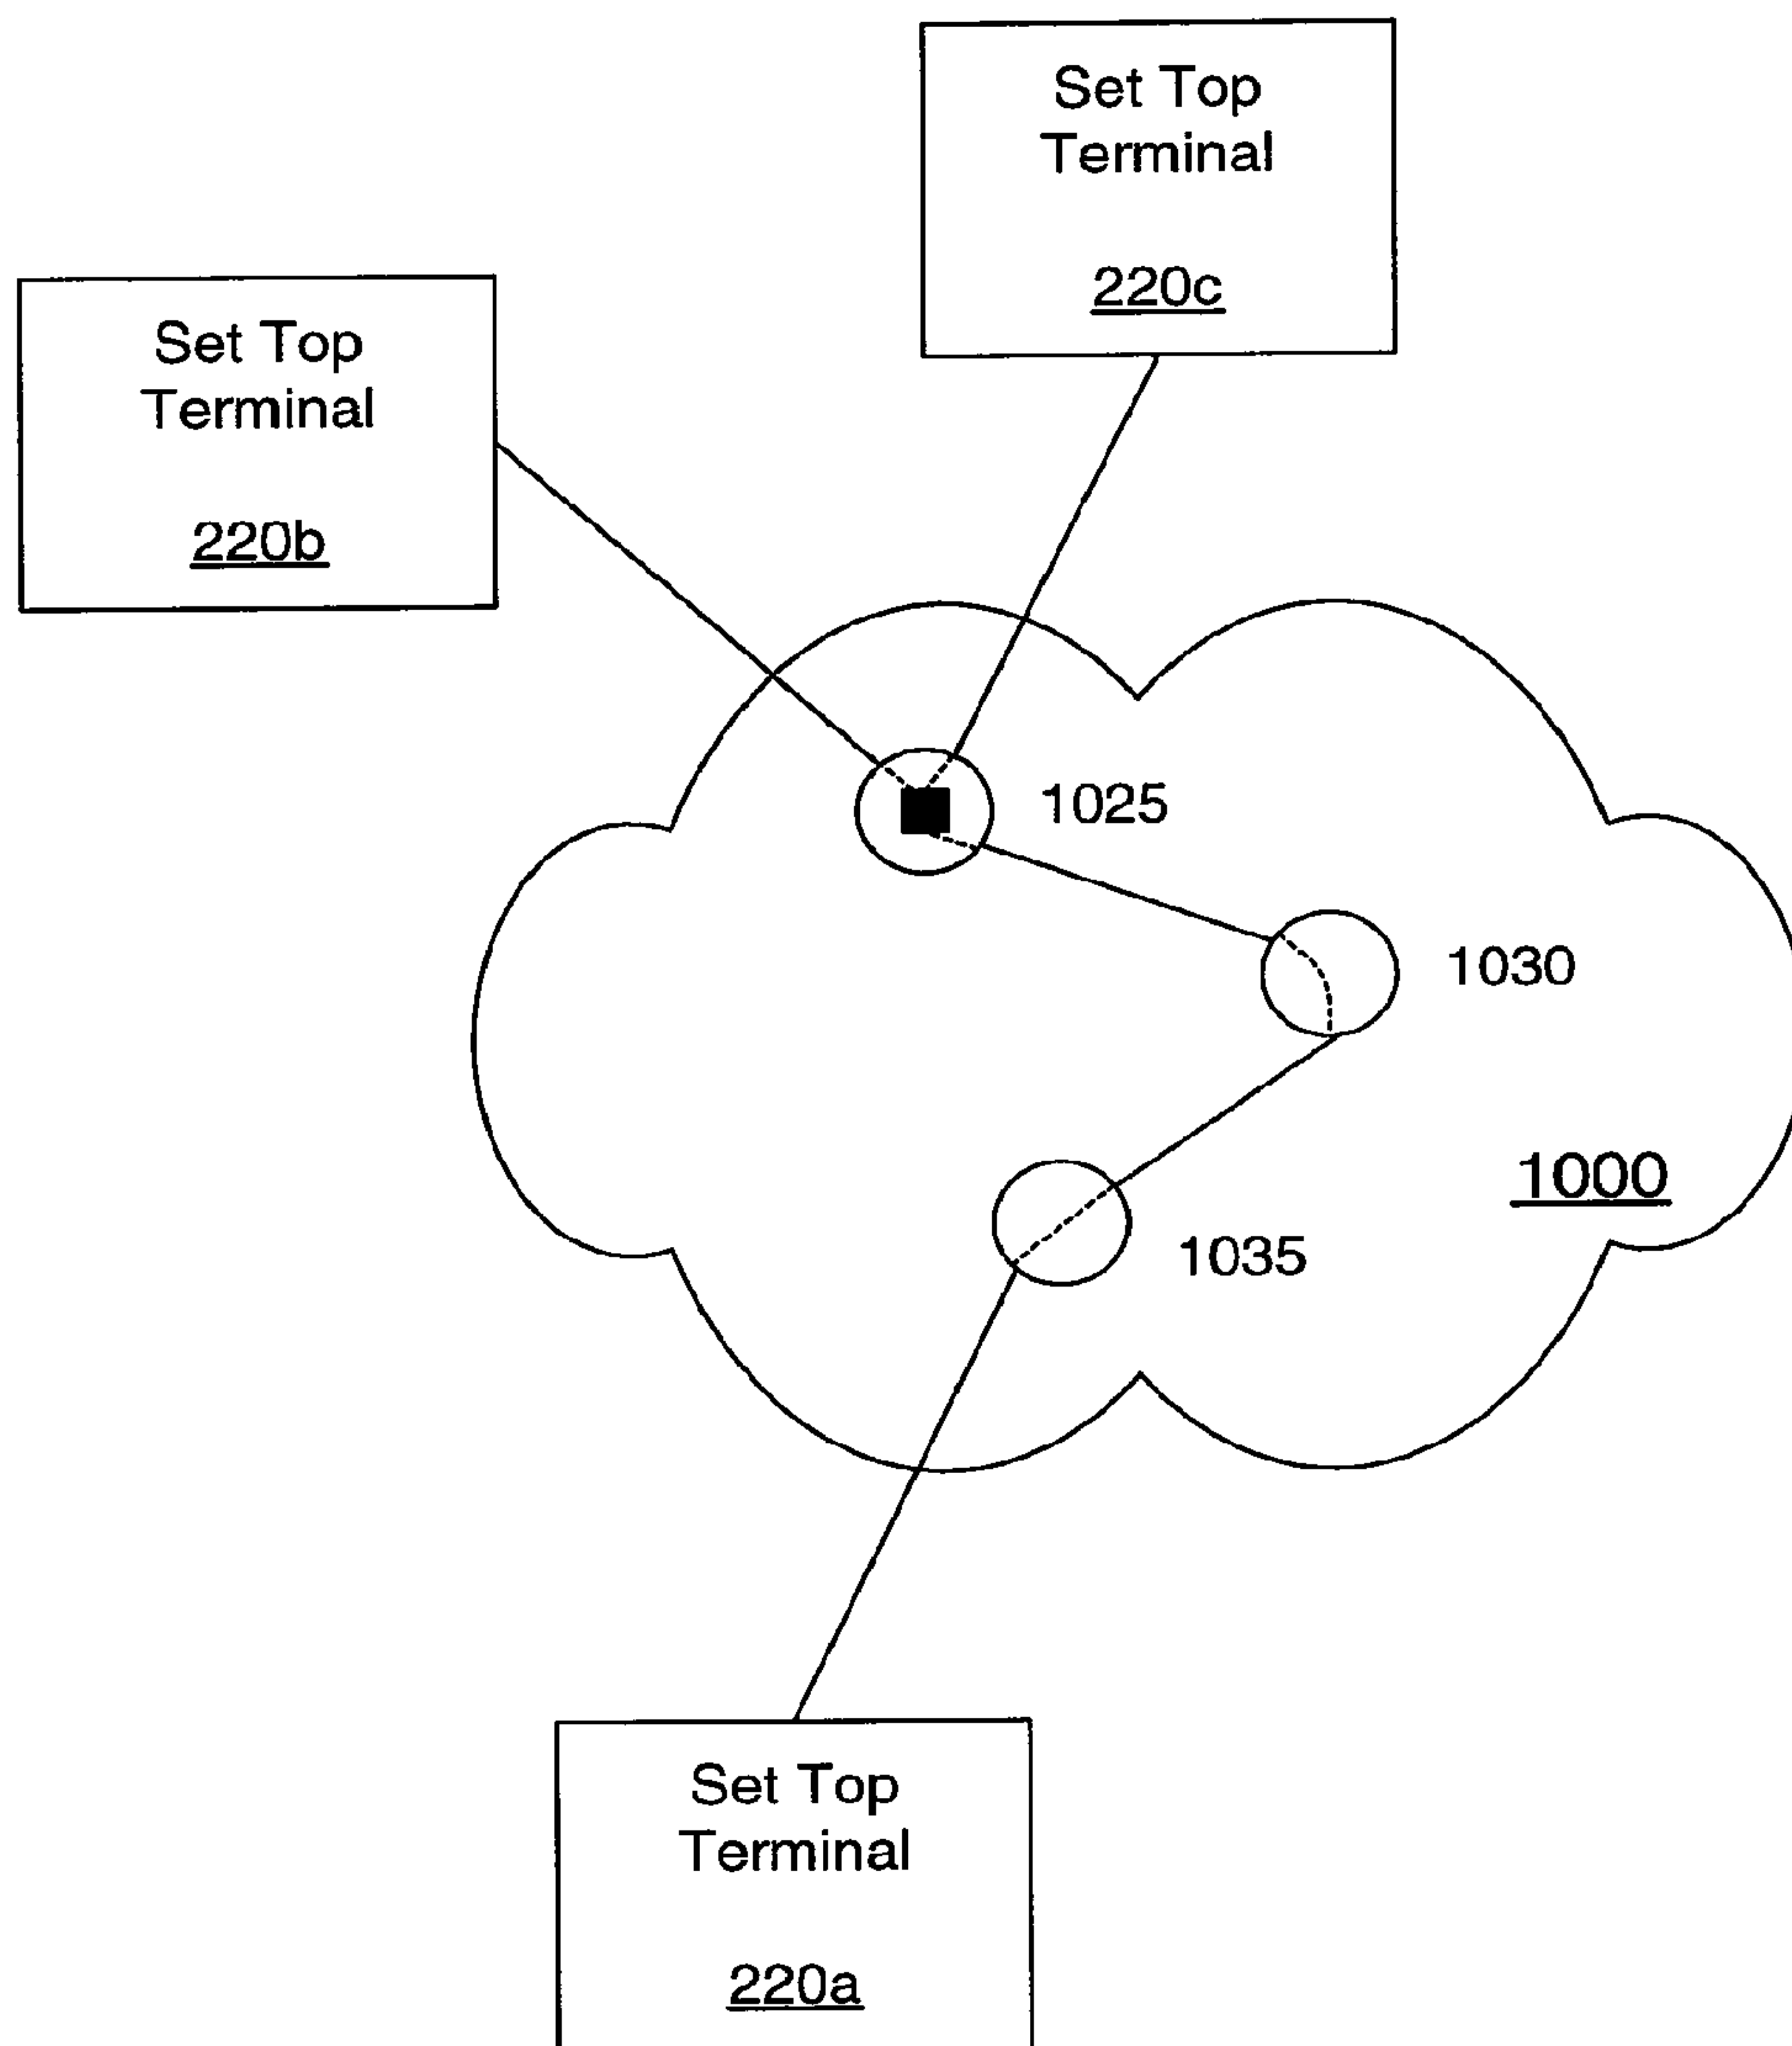 Set Top
Terminal
220c
Set Top
Terminal
220b
1025
1030
1000
1035
Set Top
Terminal
220a